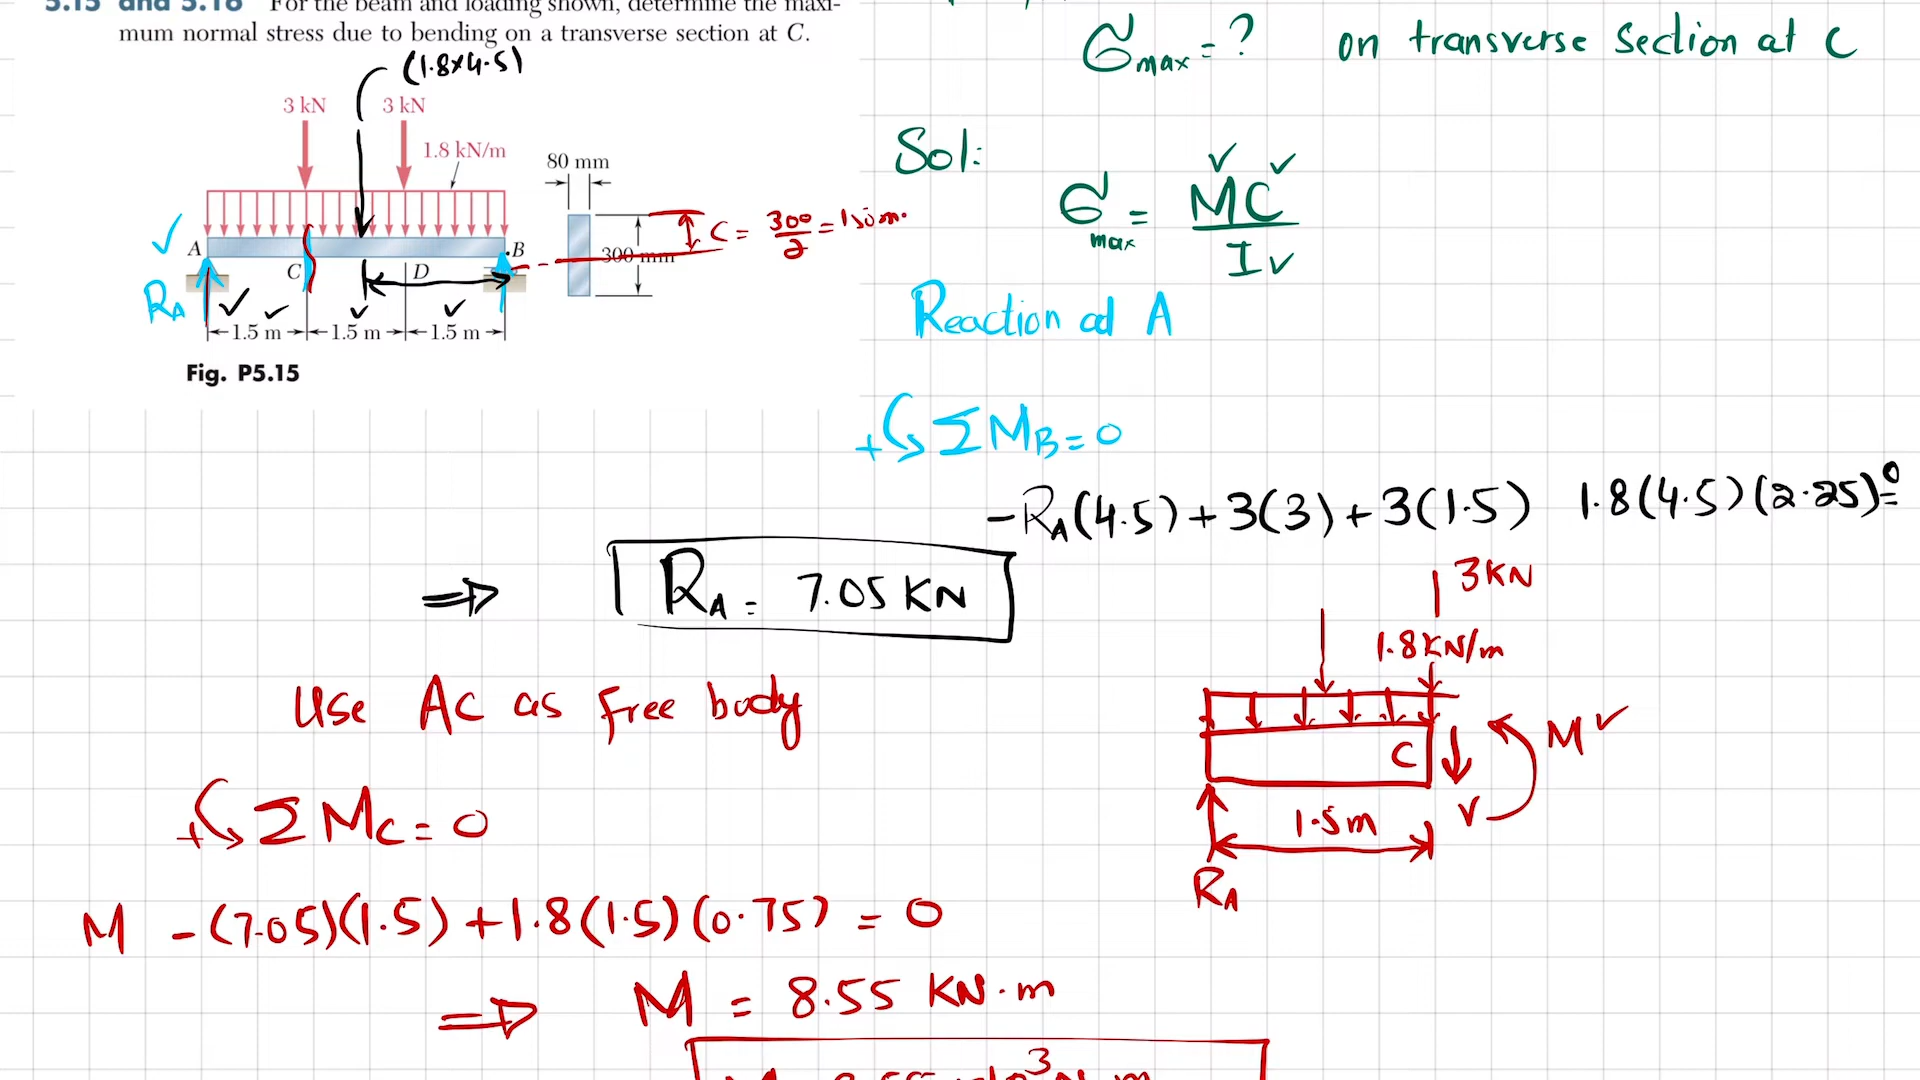 5.15 and 5.16 For the beam and loading shown, determine the maxi-
mum normal stress due to bending on a transverse section at C.
(1.8×4.5)
3 kN 3 kN
1.8 kN/m
80 mm
300 mm
C = 300/2 = 150 m.
A B
C D
RA
1.5 m 1.5 m 1.5 m
Fig. P5.15
σmax = ? on transverse section at C
Sol:
σmax = MC/I
Reaction at A
+ ΣMB=0
-RA(4.5)+3(3)+3(1.5) 1.8(4.5)(2.25)=0
⇒ RA = 7.05 KN
3KN
1.8KN/m
C
M
V
1.5m
RA
Use AC as free body
+ ΣMC=0
M -(7.05)(1.5)+1.8(1.5)(0.75) = 0
⇒ M = 8.55 KN·m